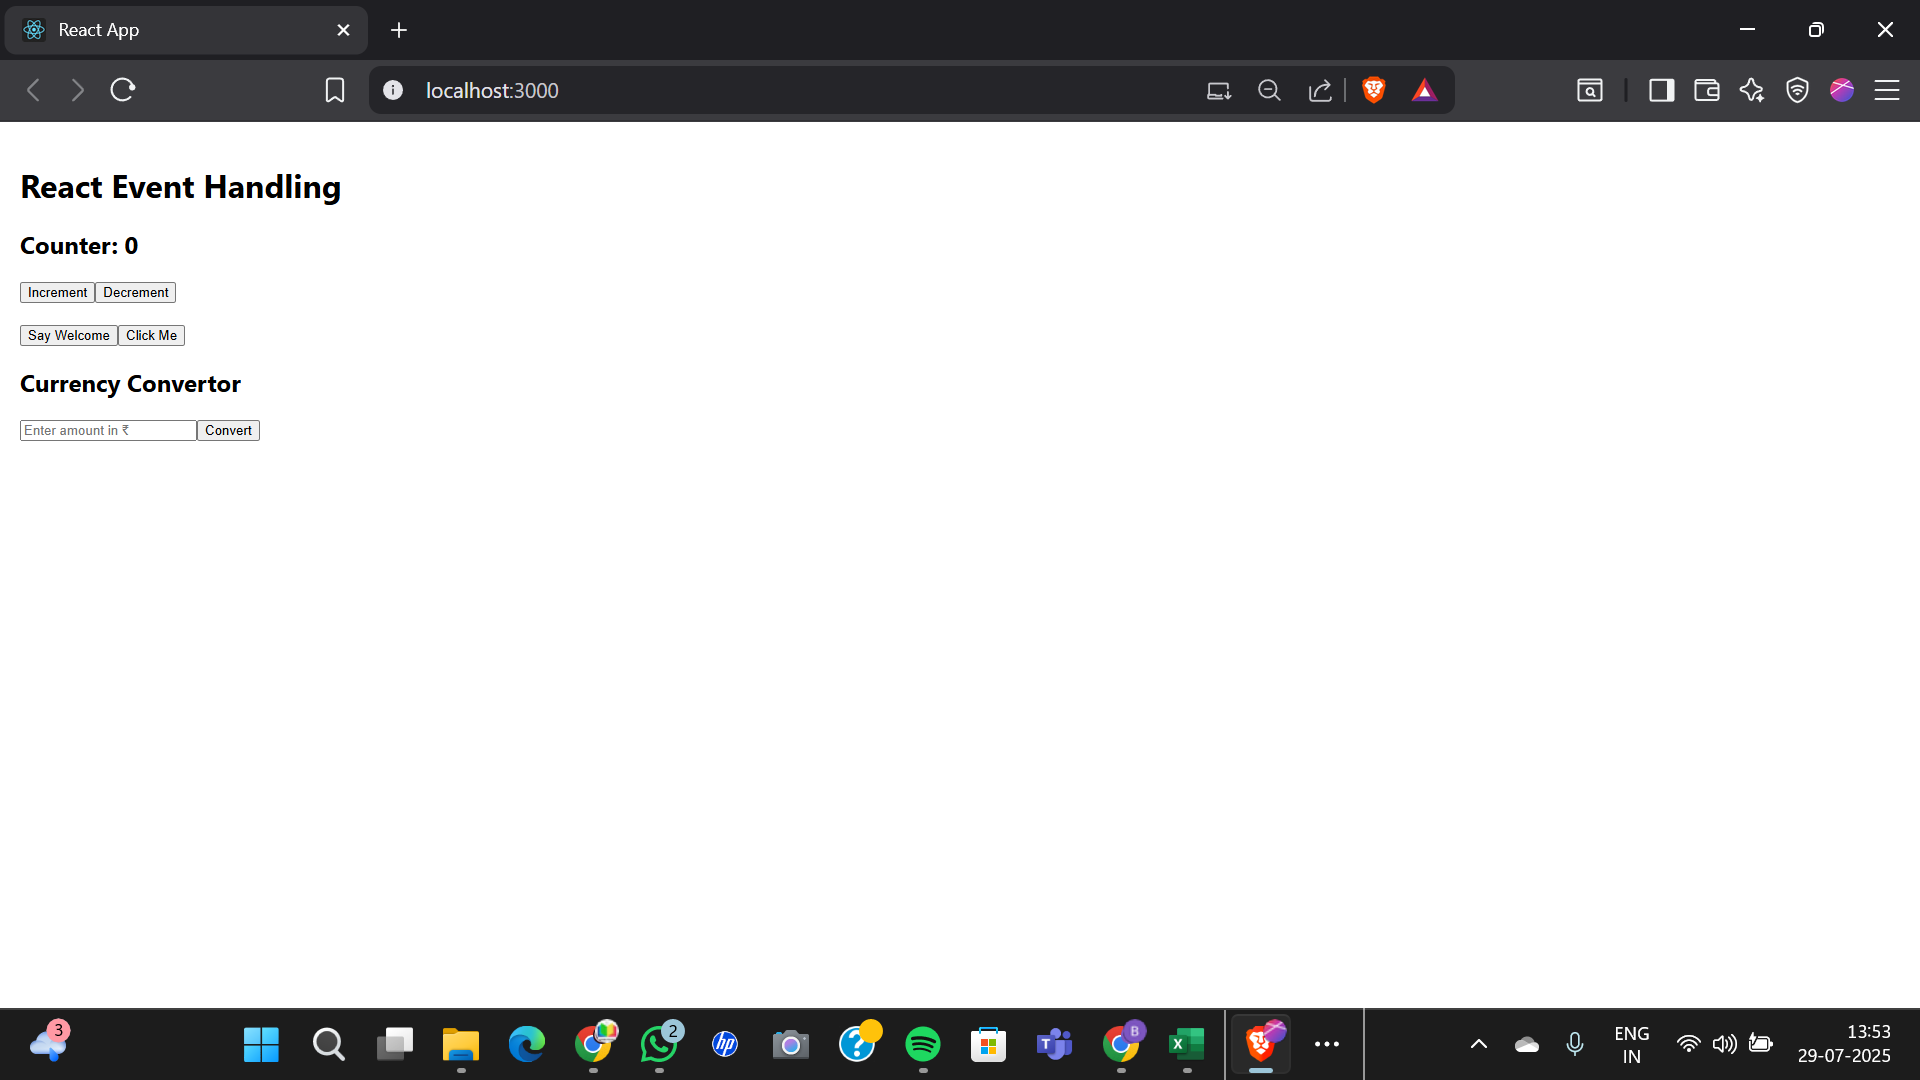 React App
localhost:3000
React Event Handling
Counter: 0
Increment Decrement
Say Welcome Click Me
Currency Convertor
Enter amount in ₹ Convert
3
2
hp
?
T
B
X
ENG
IN
13:53
29-07-2025